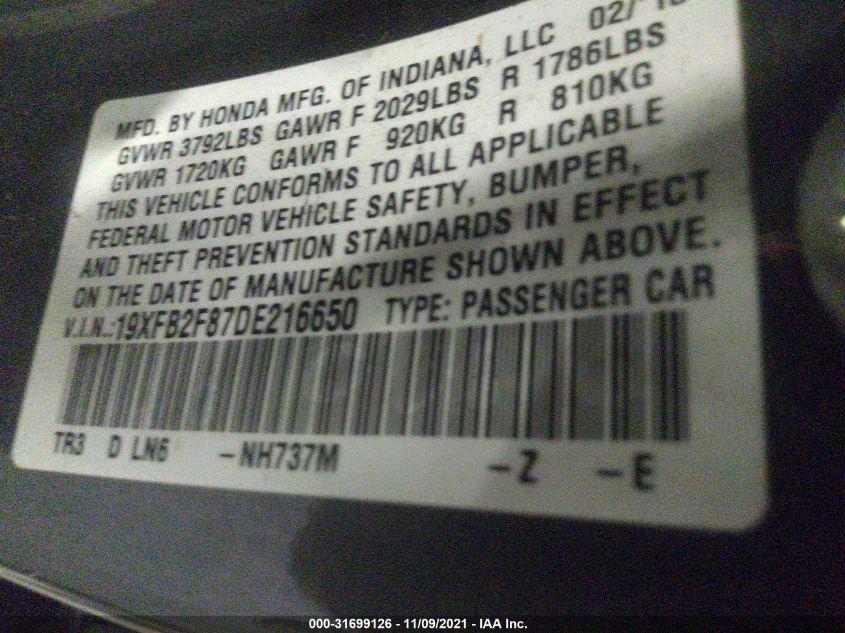 MFD. BY HONDA MFG. OF INDIANA, LLC 02/
GVWR 3792LBS GAWR F 2029LBS R 1786LBS
GVWR 1720KG GAWR F 920KG R 810KG
THIS VEHICLE CONFORMS TO ALL APPLICABLE
FEDERAL MOTOR VEHICLE SAFETY, BUMPER,
AND THEFT PREVENTION STANDARDS IN EFFECT
ON THE DATE OF MANUFACTURE SHOWN ABOVE.
V.I.N.:19XFB2F87DE216650 TYPE: PASSENGER CAR
TR3 D LN6 -NH737M -Z -E
000-31699126 - 11/09/2021 - IAA Inc.